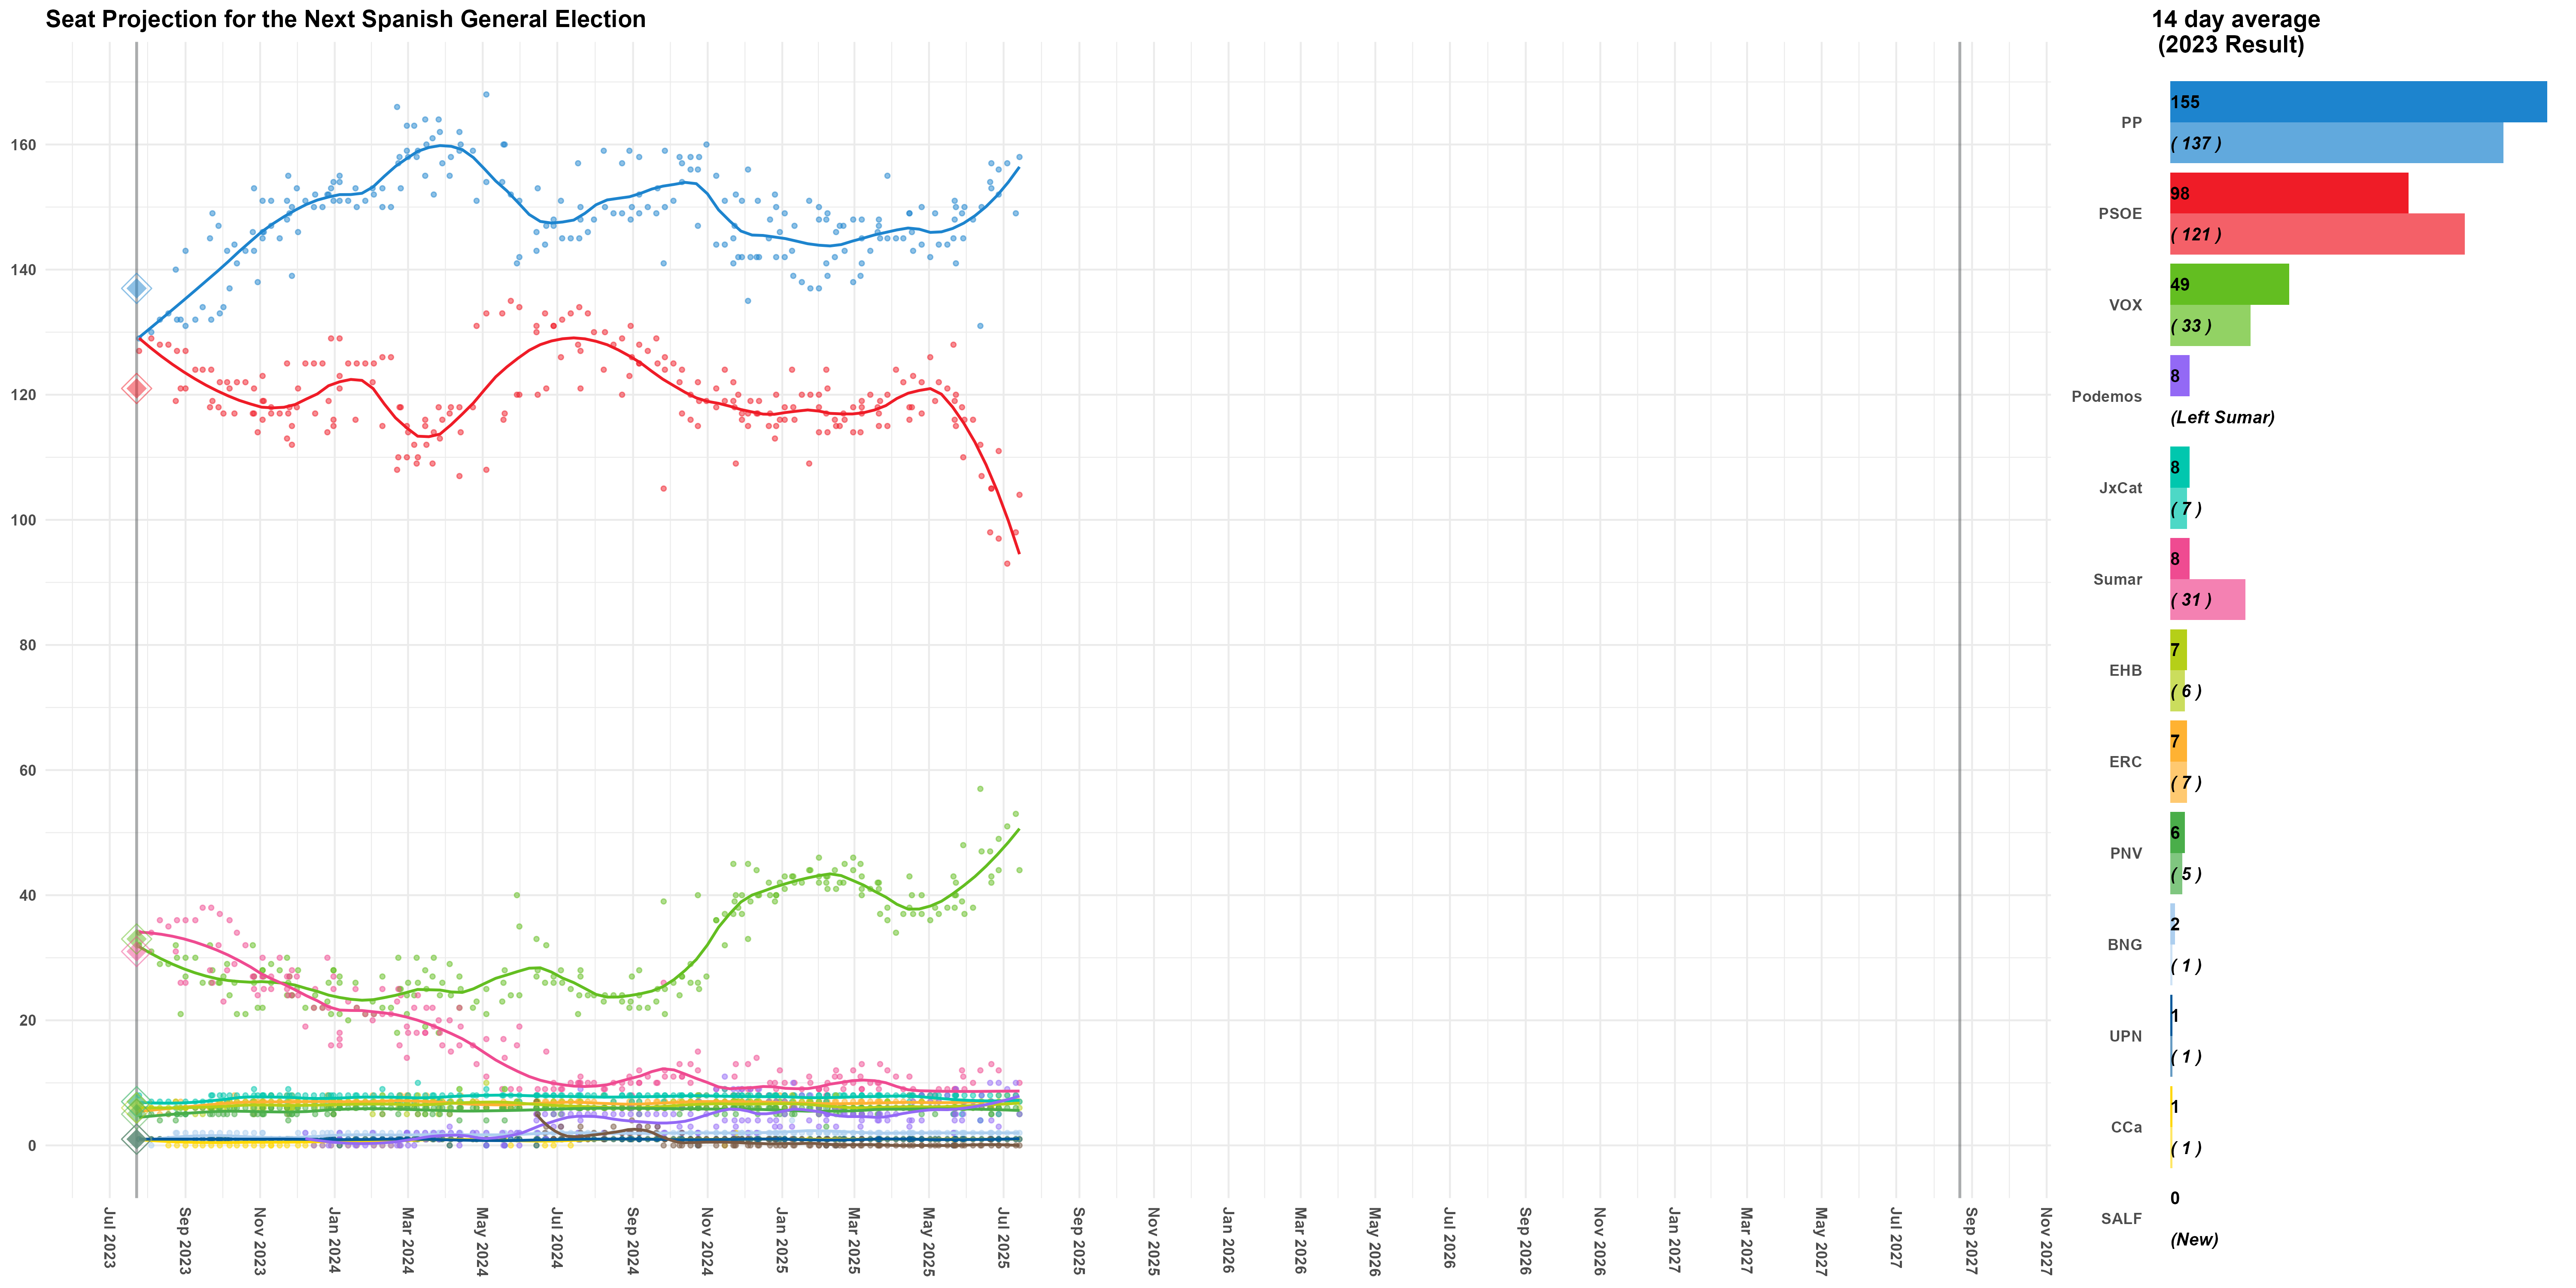 Seat Projection for the Next Spanish General Election
14 day average
(2023 Result)
160
140
120
100
80
60
40
20
0
Jul 2023
Sep 2023
Nov 2023
Jan 2024
Mar 2024
May 2024
Jul 2024
Sep 2024
Nov 2024
Jan 2025
Mar 2025
May 2025
Jul 2025
Sep 2025
Nov 2025
Jan 2026
Mar 2026
May 2026
Jul 2026
Sep 2026
Nov 2026
Jan 2027
Mar 2027
May 2027
Jul 2027
Sep 2027
Nov 2027
PP
155
( 137 )
PSOE
98
( 121 )
VOX
49
( 33 )
Podemos
8
(Left Sumar)
JxCat
8
( 7 )
Sumar
8
( 31 )
EHB
7
( 6 )
ERC
7
( 7 )
PNV
6
( 5 )
BNG
2
( 1 )
UPN
1
( 1 )
CCa
1
( 1 )
SALF
0
(New)